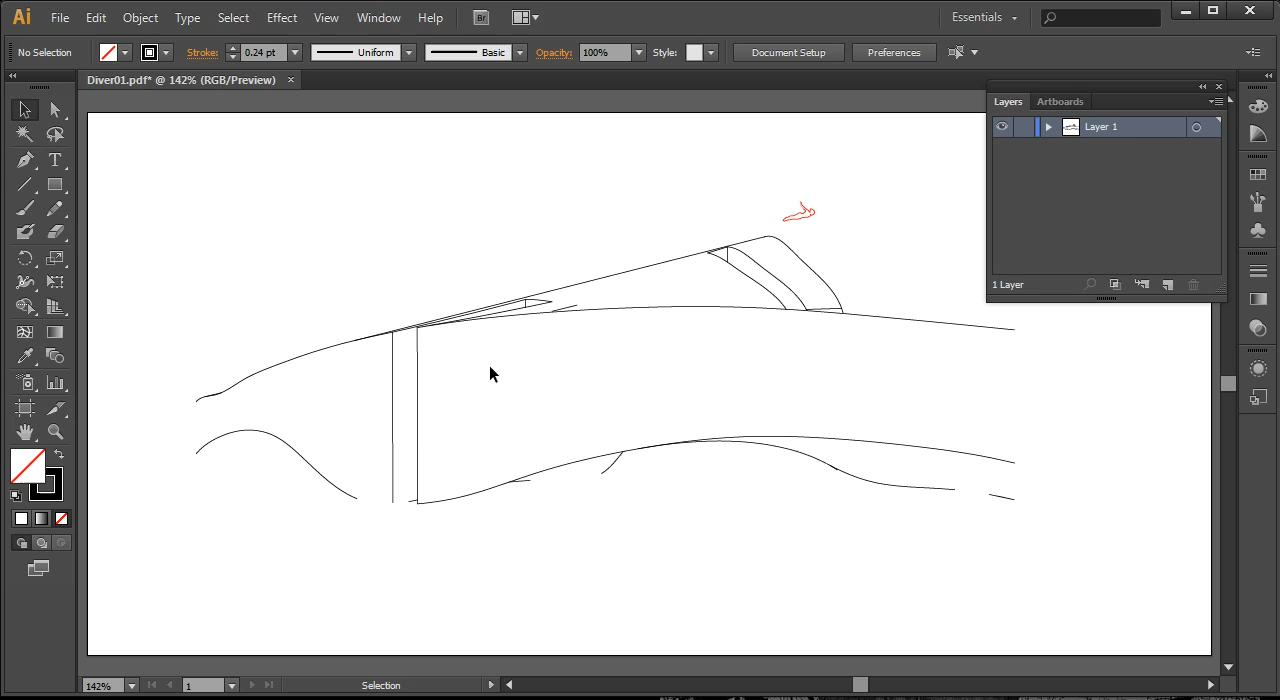 Ai File Edit Object Type Select Effect View Window Help Br Essentials
No Selection Stroke: 0.24 pt Uniform Basic Opacity: 100% Style: Document Setup Preferences
Diver01.pdf* @ 142% (RGB/Preview) ×
Layers Artboards
Layer 1
1 Layer
T
142% 1 Selection